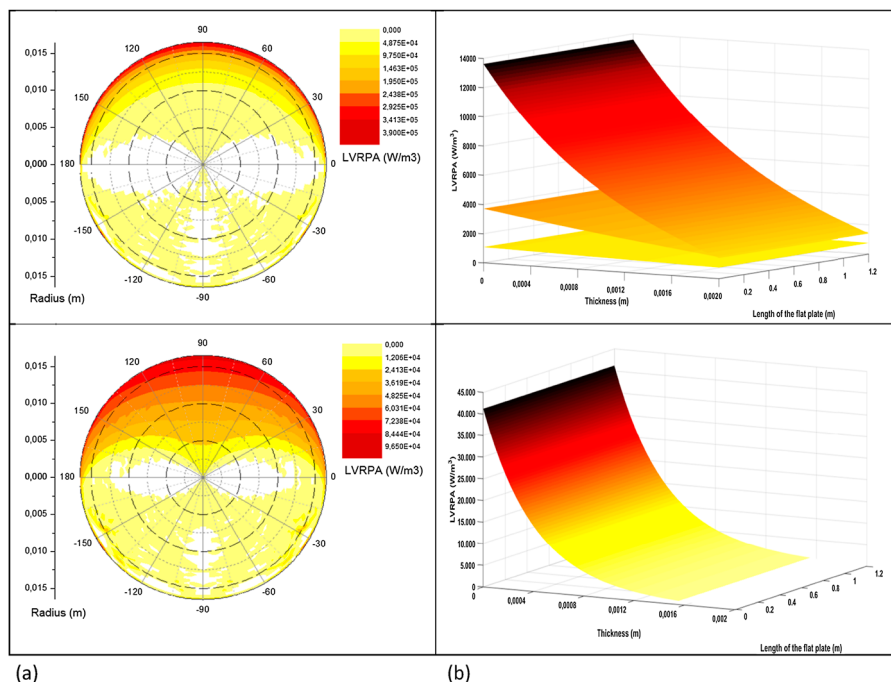 90
120
60
150
30
180
0
-150
-30
-120
-60
-90
0,015
0,010
0,005
0,000
0,005
0,010
0,015
Radius (m)
0,000
4,875E+04
9,750E+04
1,463E+05
1,950E+05
2,438E+05
2,925E+05
3,413E+05
3,900E+05
LVRPA (W/m3)
14000
12000
10000
8000
6000
4000
2000
0
LVRPA (W/m³)
0
0,0004
0,0008
0,0012
0,0016
0,0020
Thickness (m)
0.2
0.4
0.6
0.8
1
1.2
Length of the flat plate (m)
90
120
60
150
30
180
0
-150
-30
-120
-60
-90
0,015
0,010
0,005
0,000
0,005
0,010
0,015
Radius (m)
0,000
1,205E+04
2,413E+04
3,619E+04
4,825E+04
6,031E+04
7,238E+04
8,444E+04
9,650E+04
LVRPA (W/m3)
45.000
40.000
35.000
30.000
25.000
20.000
15.000
10.000
5.000
0
LVRPA (W/m³)
0
0,0004
0,0008
0,0012
0,0016
0,002
Thickness (m)
0
0.2
0.4
0.6
0.8
1
1.2
Length of the flat plate (m)
(a)
(b)